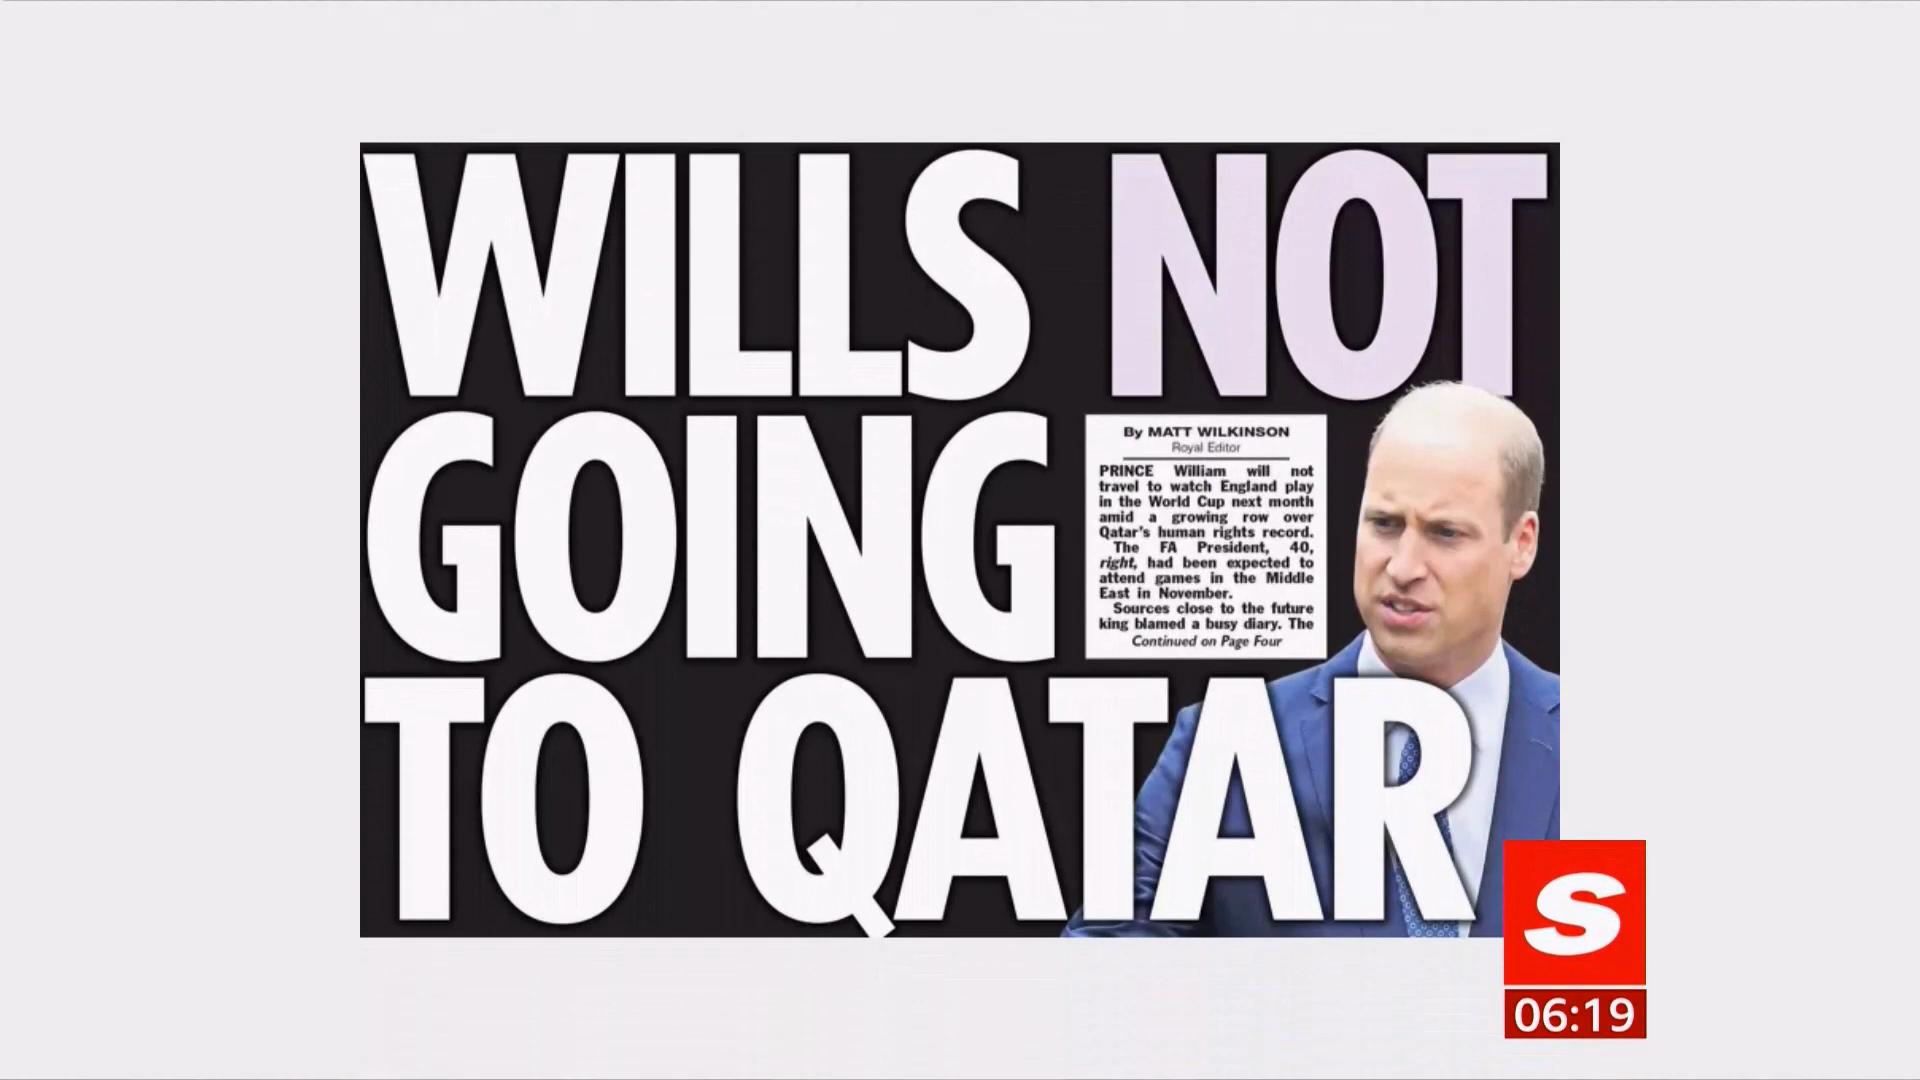 WILLS NOT
GOING
TO QATAR
By MATT WILKINSON
Royal Editor
PRINCE William will not
travel to watch England play
in the World Cup next month
amid a growing row over
Qatar's human rights record.
The FA President, 40,
right, had been expected to
attend games in the Middle
East in November.
Sources close to the future
king blamed a busy diary. The
Continued on Page Four
S
06:19